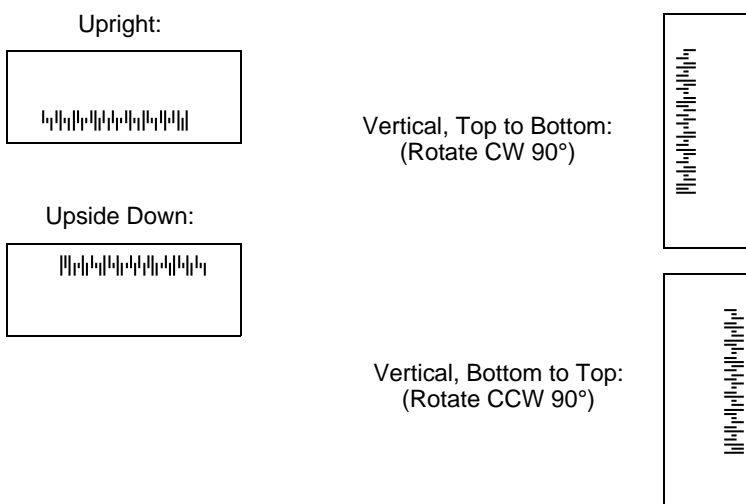 Upright:
Vertical, Top to Bottom:
(Rotate CW 90°)
Upside Down:
Vertical, Bottom to Top:
(Rotate CCW 90°)